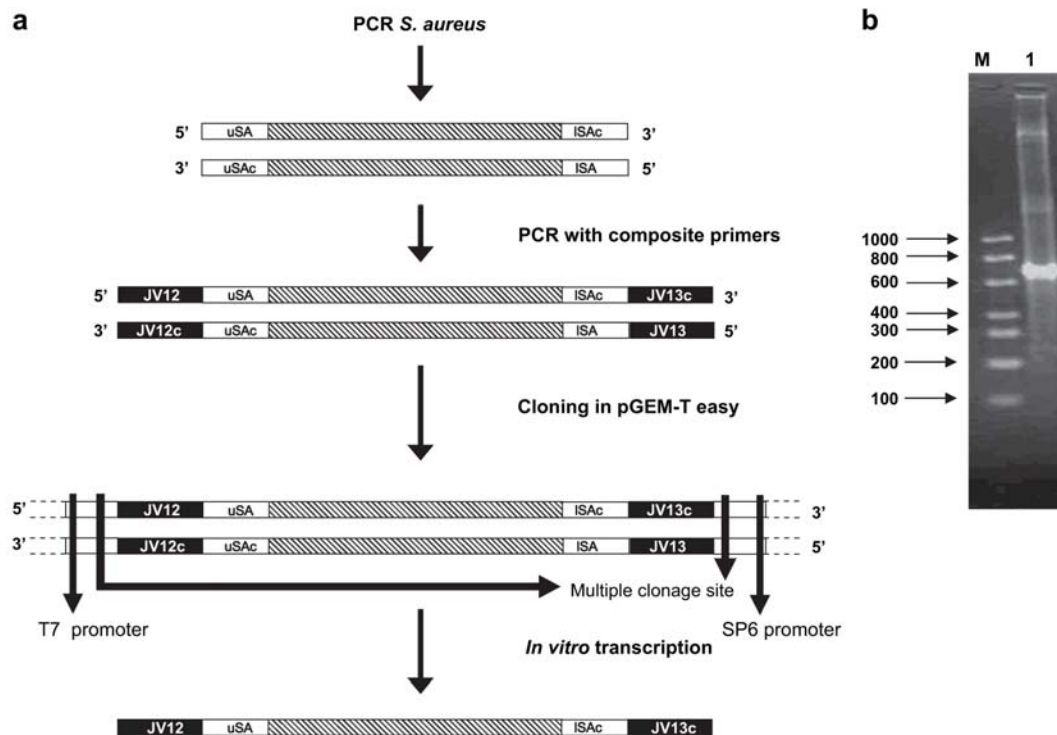 a
PCR S. aureus
5’ uSA lSAc 3’
3’ uSAc lSA 5’
PCR with composite primers
5’ JV12 uSA lSAc JV13c 3’
3’ JV12c uSAc lSA JV13 5’
Cloning in pGEM-T easy
5’ JV12 uSA lSAc JV13c 3’
3’ JV12c uSAc lSA JV13 5’
Multiple clonage site
T7 promoter
SP6 promoter
In vitro transcription
JV12 uSA lSAc JV13c
b
M 1
1000
800
600
400
300
200
100